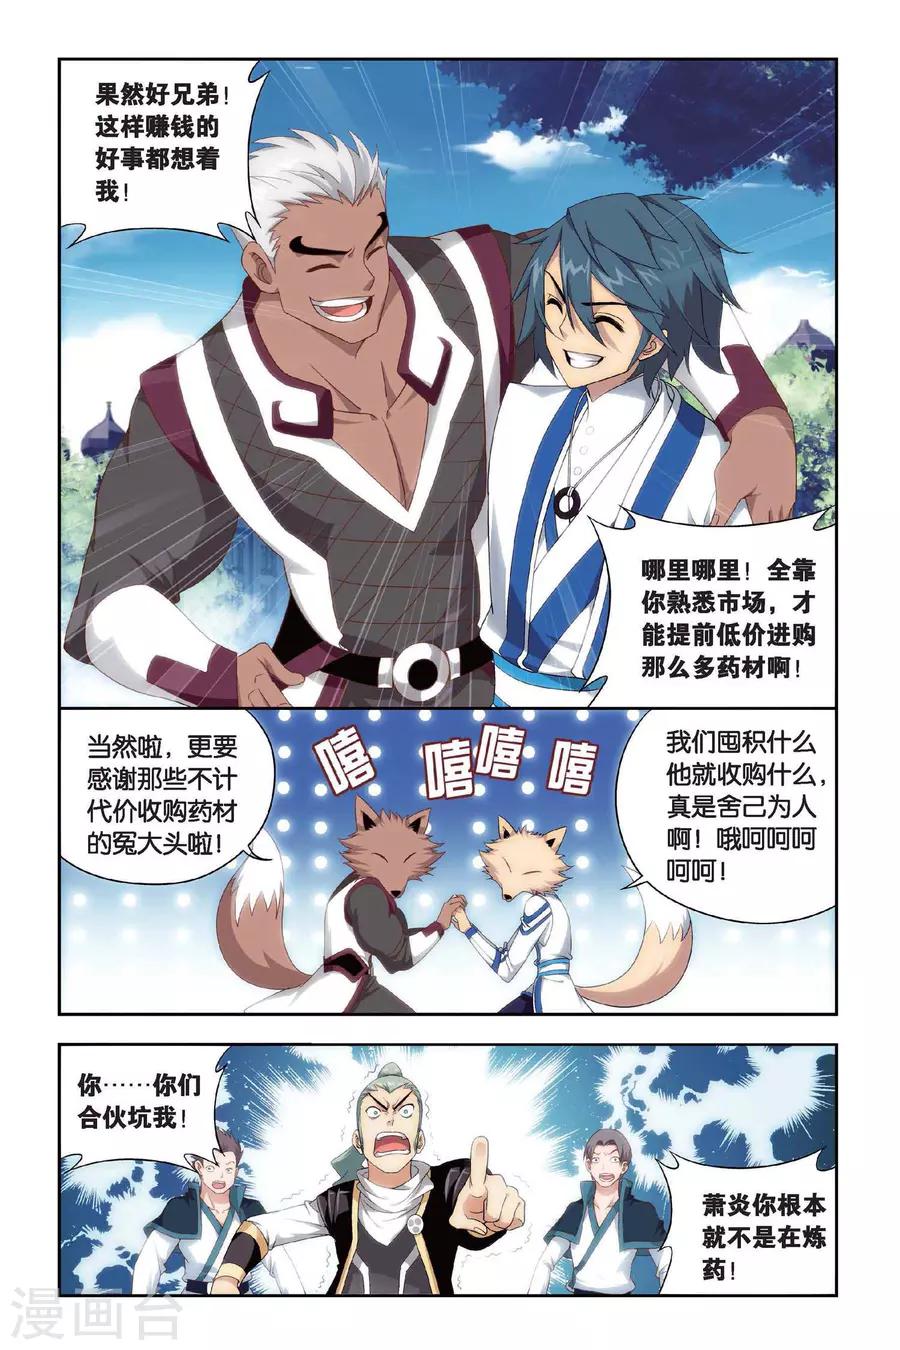 果然好兄弟！
这样赚钱的
好事都想着
我！
哪里哪里！全靠
你熟悉市场，才
能提前低价进购
那么多药材啊！
当然啦，更要
感谢那些不计
代价收购药材
的冤大头啦！
嘻嘻嘻嘻
我们囤积什么
他就收购什么，
真是舍己为人
啊！哦呵呵呵
呵呵！
你……你们
合伙坑我！
萧炎你根本
就不是在炼
药！
漫画台